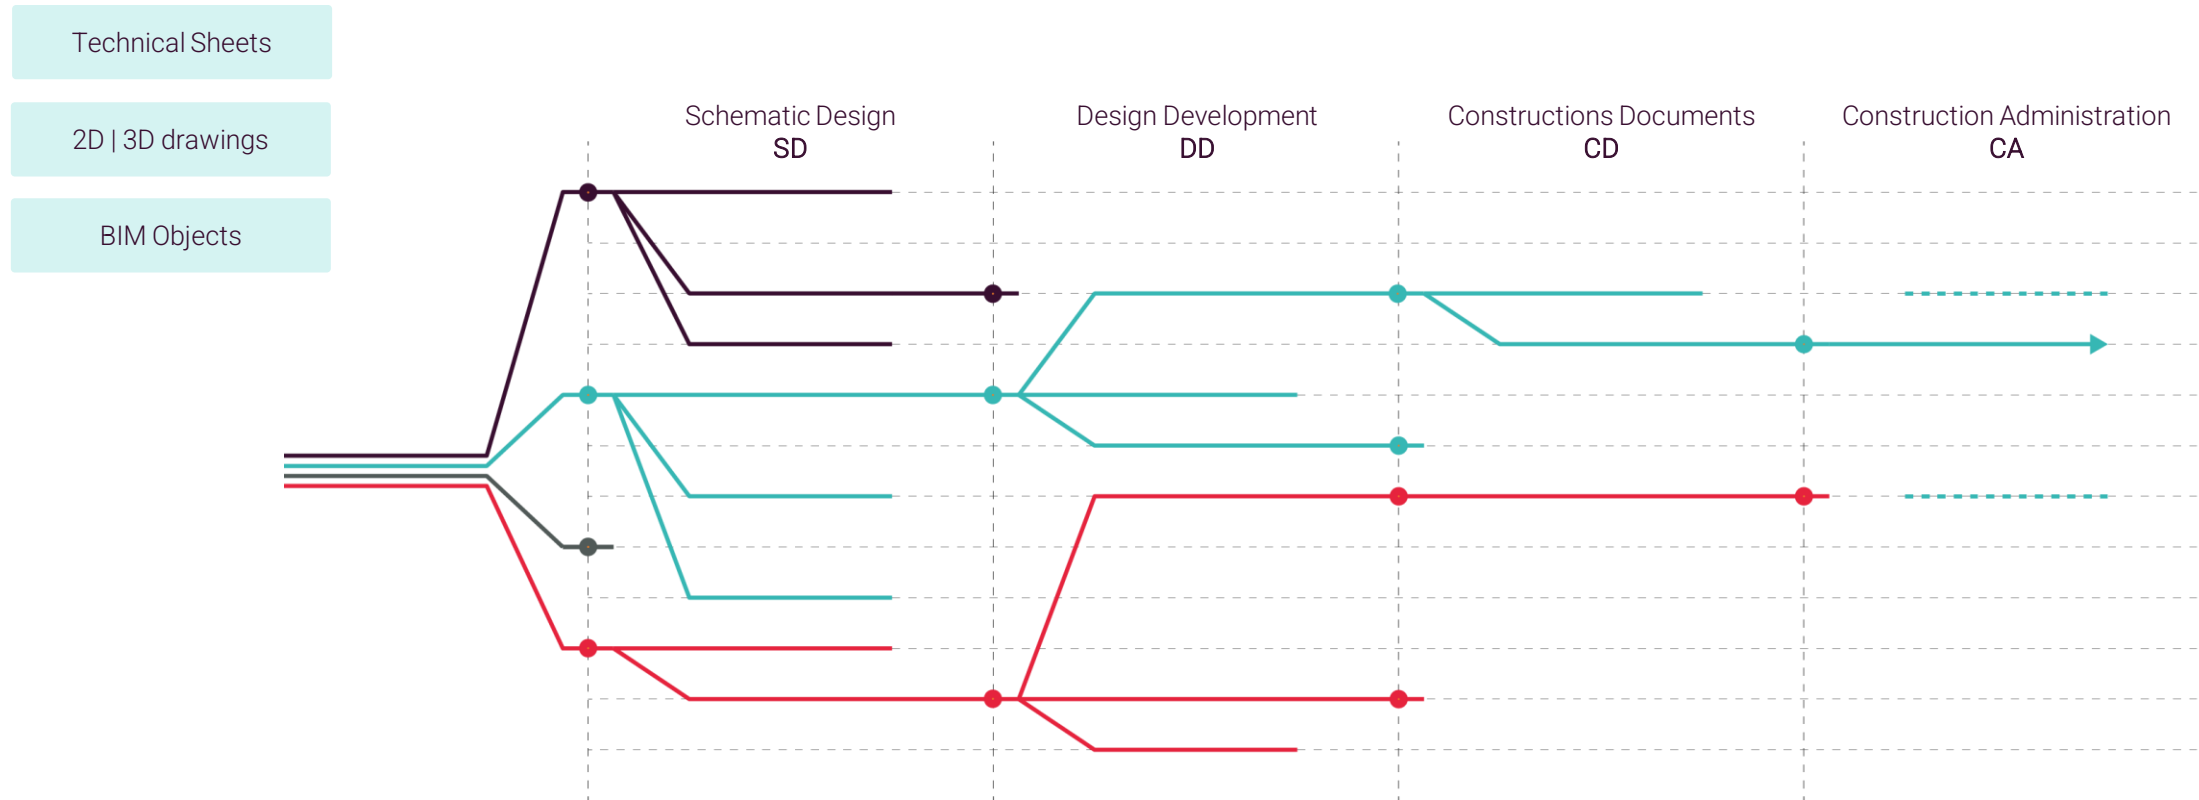 Technical Sheets
2D | 3D drawings
BIM Objects
Schematic Design
SD
Design Development
DD
Constructions Documents
CD
Construction Administration
CA